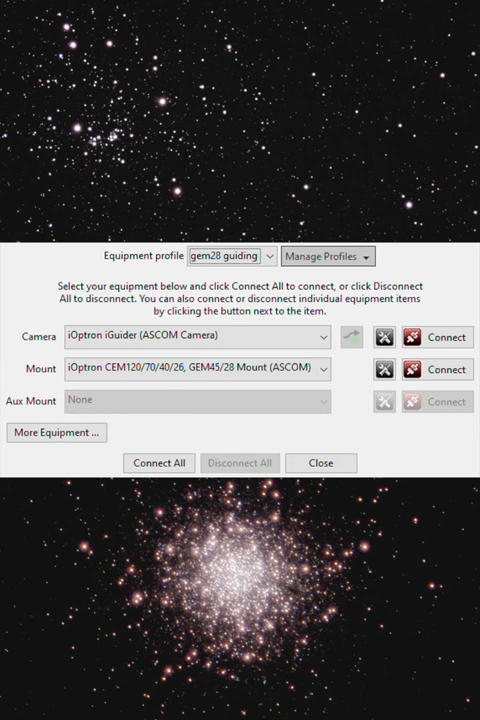 Equipment profile gem28 guiding Manage Profiles
Select your equipment below and click Connect All to connect, or click Disconnect
All to disconnect. You can also connect or disconnect individual equipment items
by clicking the button next to the item.
Camera iOptron iGuider (ASCOM Camera) Connect
Mount iOptron CEM120/70/40/26, GEM45/28 Mount (ASCOM) Connect
Aux Mount None Connect
More Equipment ...
Connect All Disconnect All Close